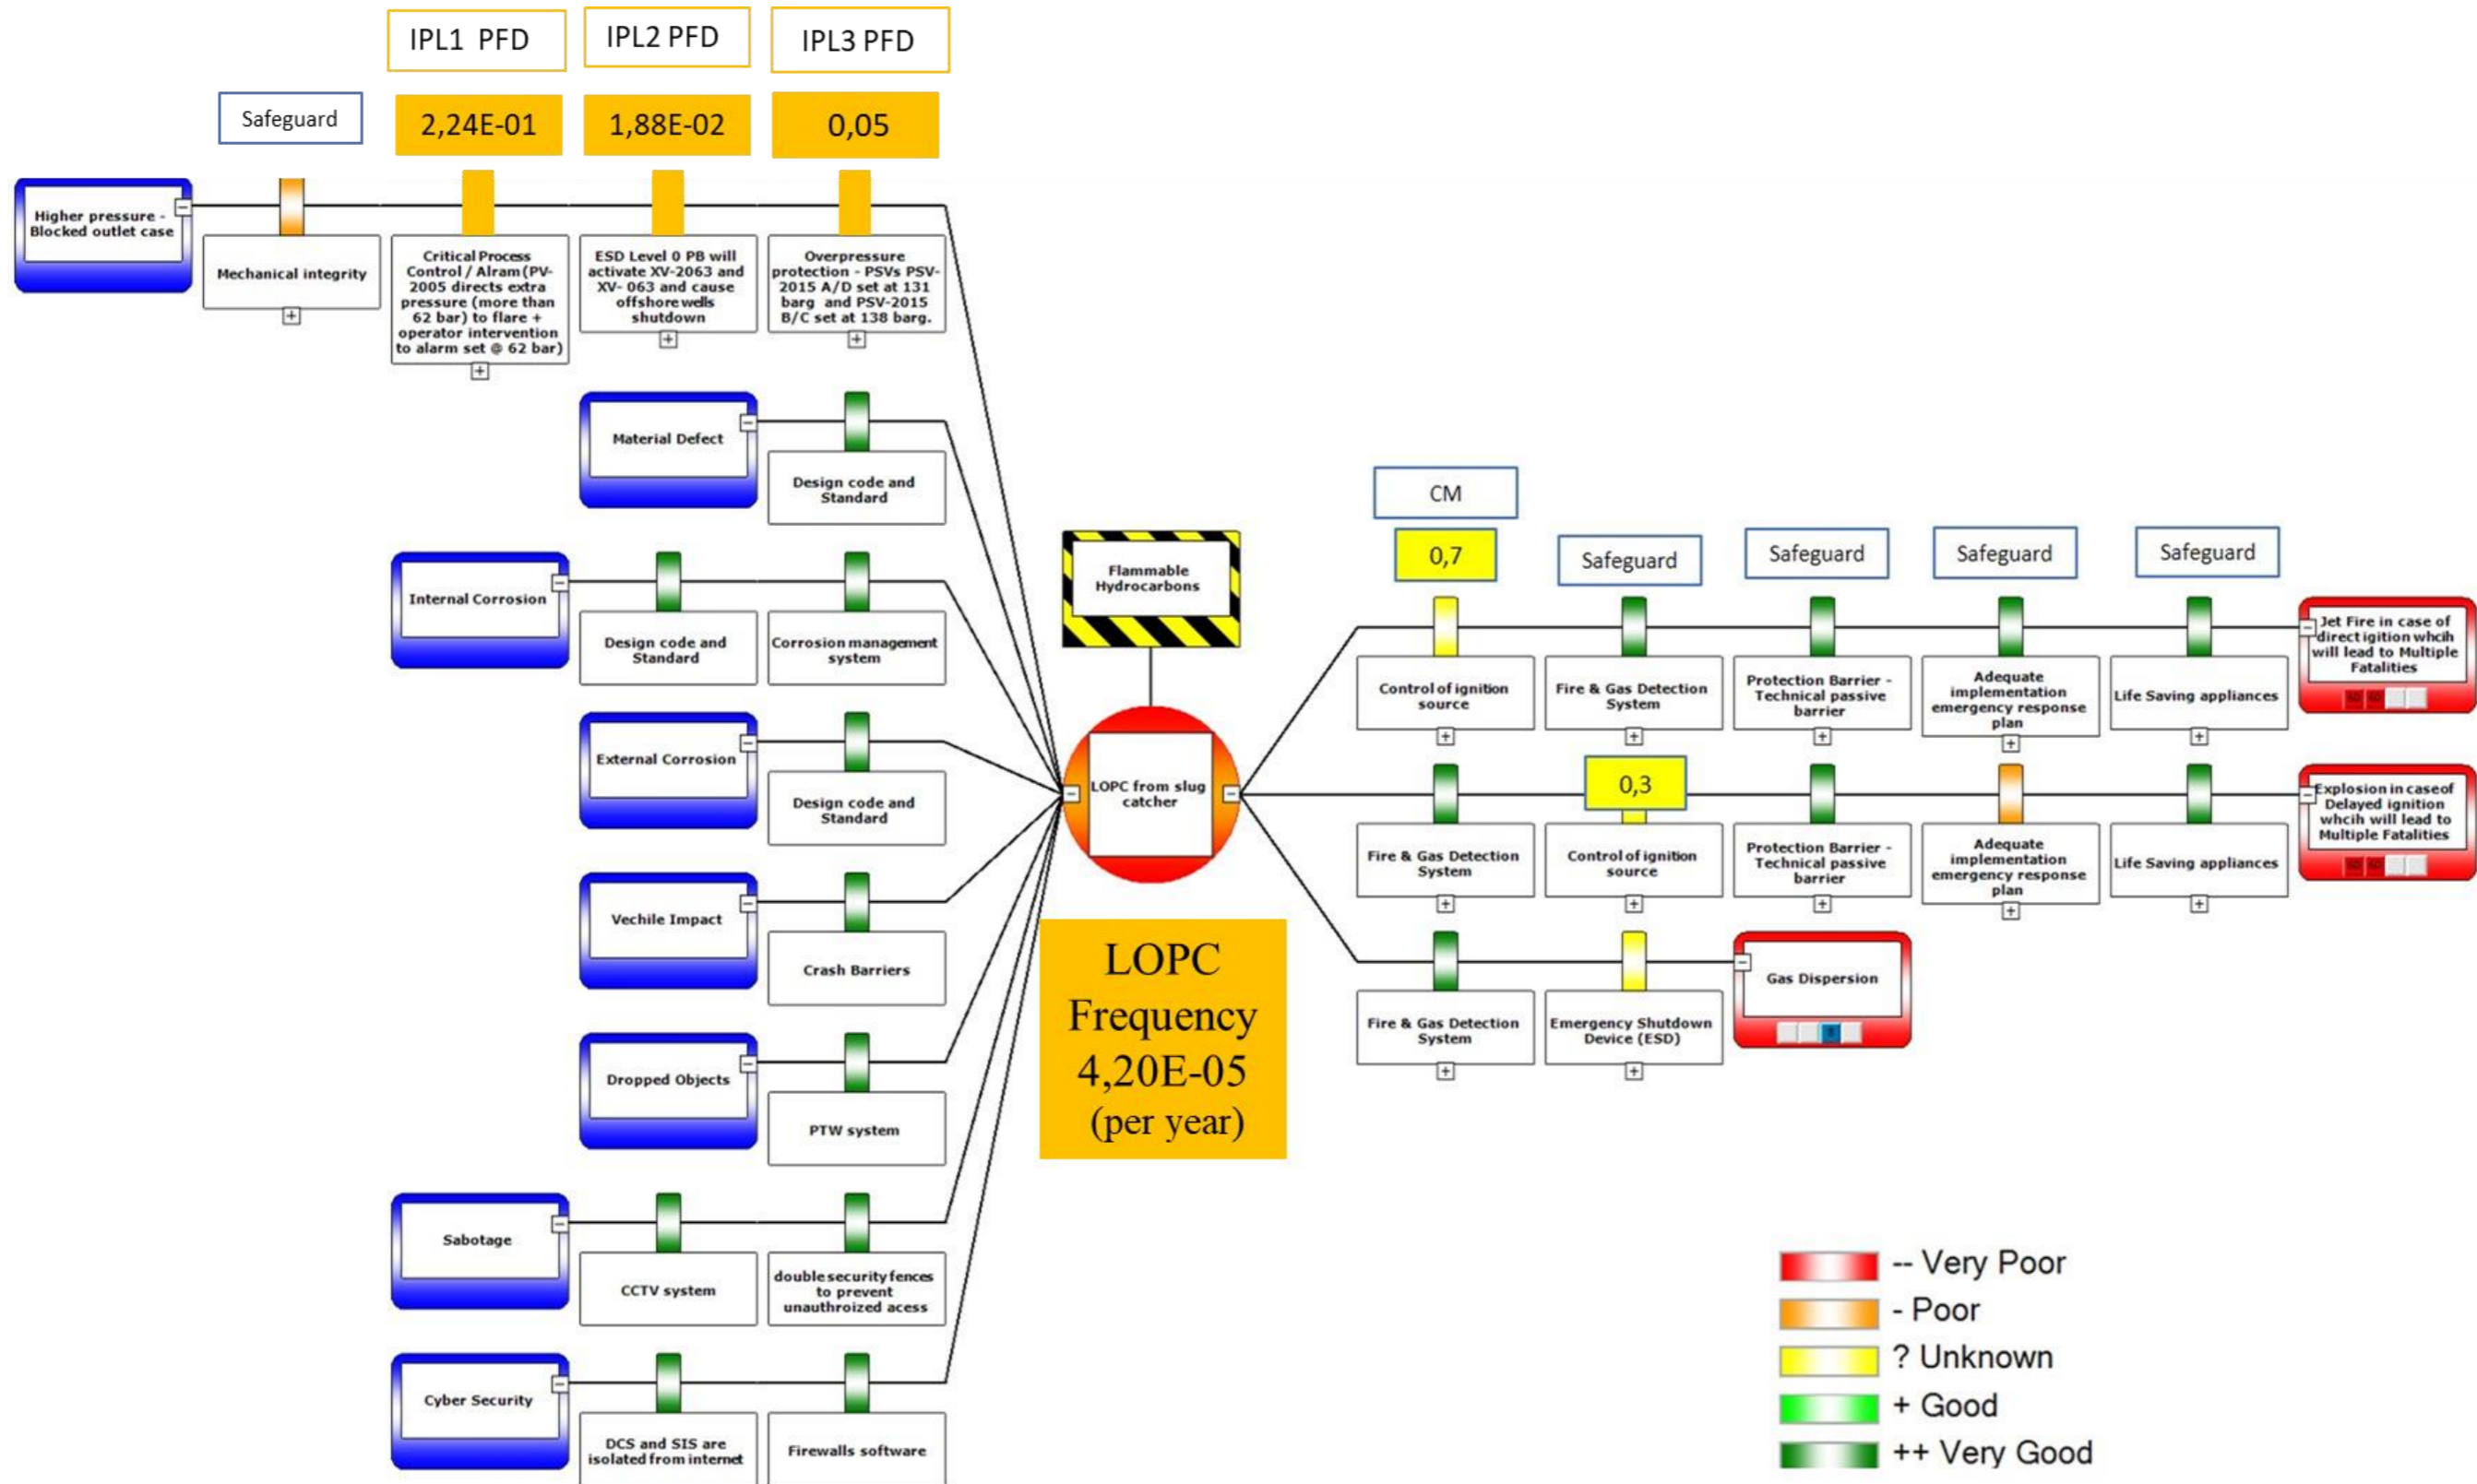 IPL1 PFD
IPL2 PFD
IPL3 PFD
Safeguard
2,24E-01
1,88E-02
0,05
Higher pressure -
Blocked outlet case
Mechanical integrity
Critical Process
Control / Alram (PV-
2005 directs extra
pressure (more than
62 bar) to flare +
operator intervention
to alarm set @ 62 bar)
ESD Level 0 PB will
activate XV-2063 and
XV- 063 and cause
offshore wells
shutdown
Overpressure
protection - PSVs PSV-
2015 A/D set at 131
barg and PSV-2015
B/C set at 138 barg.
Material Defect
Design code and
Standard
Internal Corrosion
Design code and
Standard
Corrosion management
system
External Corrosion
Design code and
Standard
Vechile Impact
Crash Barriers
Dropped Objects
PTW system
Sabotage
CCTV system
double security fences
to prevent
unauthroized acess
Cyber Security
DCS and SIS are
isolated from internet
Firewalls software
Flammable
Hydrocarbons
LOPC from slug
catcher
LOPC
Frequency
4,20E-05
(per year)
CM
0,7
Safeguard
Safeguard
Safeguard
Safeguard
Control of ignition
source
Fire & Gas Detection
System
Protection Barrier -
Technical passive
barrier
Adequate
implementation
emergency response
plan
Life Saving appliances
Jet Fire in case of
direct igition whcih
will lead to Multiple
Fatalities
0,3
Fire & Gas Detection
System
Control of ignition
source
Protection Barrier -
Technical passive
barrier
Adequate
implementation
emergency response
plan
Life Saving appliances
Explosion in caseof
Delayed ignition
whcih will lead to
Multiple Fatalities
Fire & Gas Detection
System
Emergency Shutdown
Device (ESD)
Gas Dispersion
-- Very Poor
- Poor
? Unknown
+ Good
++ Very Good